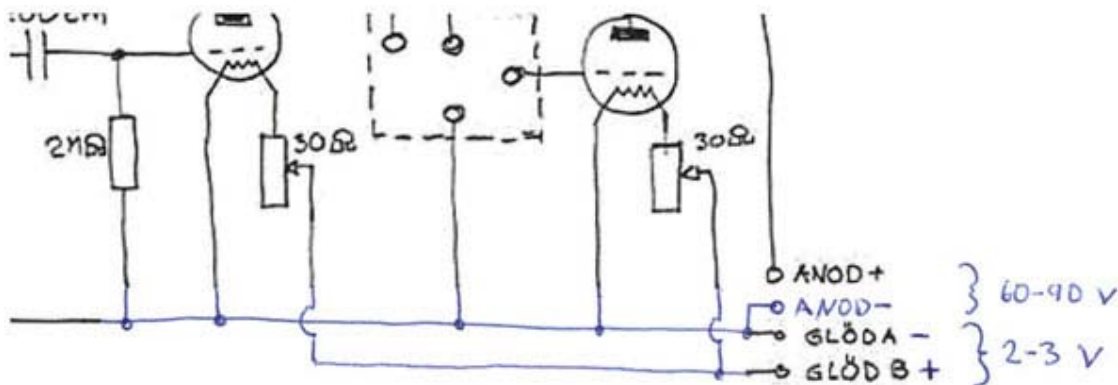 2MΩ
30Ω
30Ω
ANOD+
ANOD-
60-90 V
GLÖD A -
GLÖD B +
2-3 V